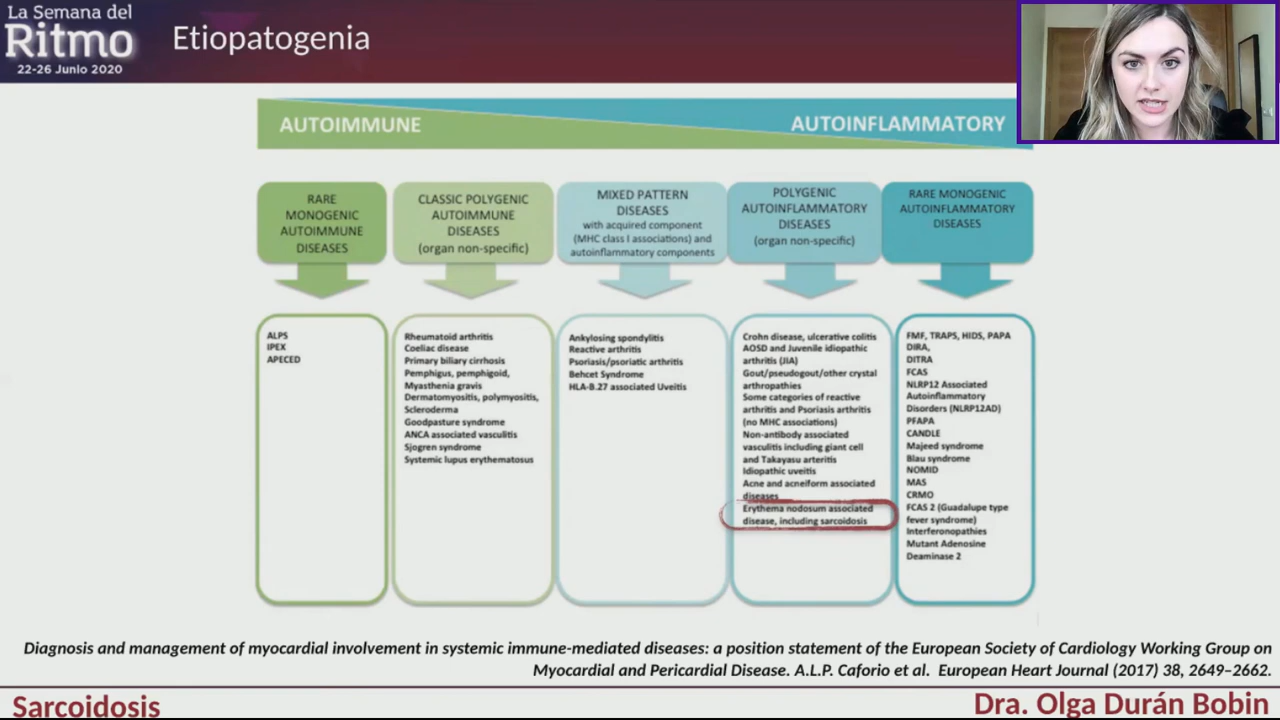 La Semana del
Ritmo
22-26 Junio 2020
Etiopatogenia
AUTOIMMUNE
AUTOINFLAMMATORY
RARE
MONOGENIC
AUTOIMMUNE
DISEASES
CLASSIC POLYGENIC
AUTOIMMUNE
DISEASES
(organ non-specific)
MIXED PATTERN
DISEASES
with acquired component
(MHC class I associations) and
autoinflammatory components
POLYGENIC
AUTOINFLAMMATORY
DISEASES
(organ non-specific)
RARE MONOGENIC
AUTOINFLAMMATORY
DISEASES
ALPS
IPEX
APECED
Rheumatoid arthritis
Coeliac disease
Primary biliary cirrhosis
Pemphigus, pemphigoid,
Myasthenia gravis
Dermatomyositis, polymyositis,
Scleroderma
Goodpasture syndrome
ANCA associated vasculitis
Sjogren syndrome
Systemic lupus erythematosus
Ankylosing spondylitis
Reactive arthritis
Psoriasis/psoriatic arthritis
Behcet Syndrome
HLA-B.27 associated Uveitis
Crohn disease, ulcerative colitis
AOSD and Juvenile idiopathic
arthritis (JIA)
Gout/pseudogout/other crystal
arthropathies
Some categories of reactive
arthritis and Psoriasis arthritis
(no MHC associations)
Non-antibody associated
vasculitis including giant cell
and Takayasu arteritis
Idiopathic uveitis
Acne and acneiform associated
diseases
Erythema nodosum associated
disease, including sarcoidosis
FMF, TRAPS, HIDS, PAPA
DIRA,
DITRA
FCAS
NLRP12 Associated
Autoinflammatory
Disorders (NLRP12AD)
PFAPA
CANDLE
Majeed syndrome
Blau syndrome
NOMID
MAS
CRMO
FCAS 2 (Guadalupe type
fever syndrome)
Interferonopathies
Mutant Adenosine
Deaminase 2
Diagnosis and management of myocardial involvement in systemic immune-mediated diseases: a position statement of the European Society of Cardiology Working Group on
Myocardial and Pericardial Disease. A.L.P. Caforio et al. European Heart Journal (2017) 38, 2649–2662.
Sarcoidosis
Dra. Olga Durán Bobin